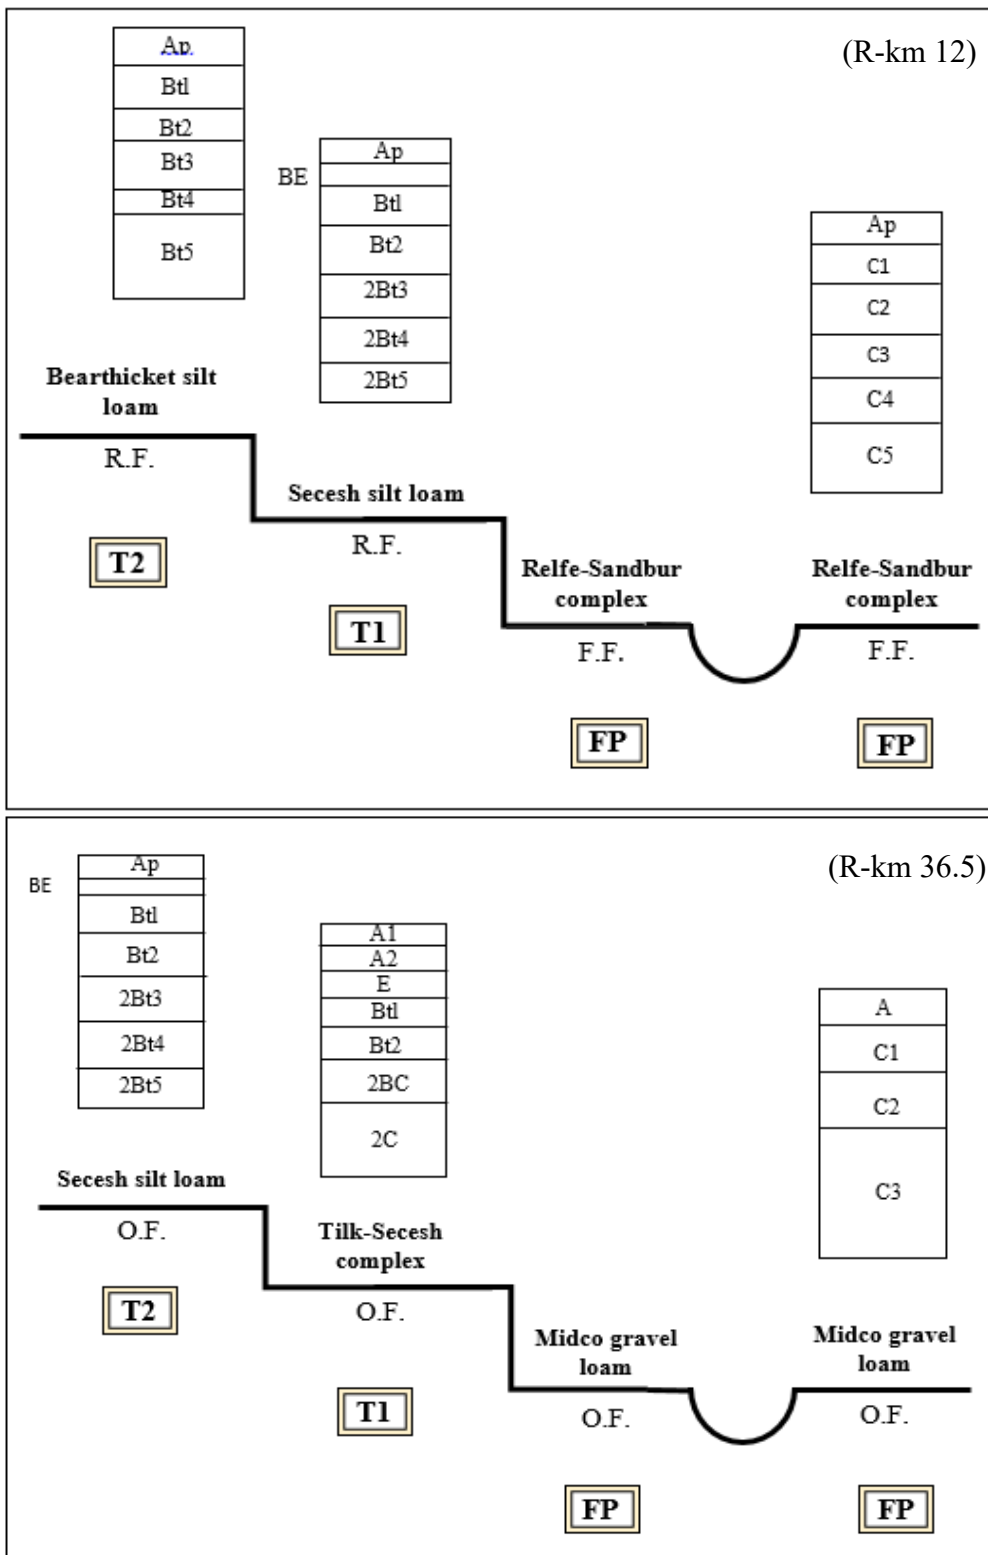 (R-km 12)
Ap
Bt1
Bt2
Bt3
Bt4
Bt5
BE
Ap
Bt1
Bt2
2Bt3
2Bt4
2Bt5
Ap
C1
C2
C3
C4
C5
Bearthicket silt
loam
R.F.
T2
Secesh silt loam
R.F.
T1
Relfe-Sandbur
complex
F.F.
FP
Relfe-Sandbur
complex
F.F.
FP
(R-km 36.5)
BE
Ap
Bt1
Bt2
2Bt3
2Bt4
2Bt5
A1
A2
E
Bt1
Bt2
2BC
2C
A
C1
C2
C3
Secesh silt loam
O.F.
T2
Tilk-Secesh
complex
O.F.
T1
Midco gravel
loam
O.F.
FP
Midco gravel
loam
O.F.
FP